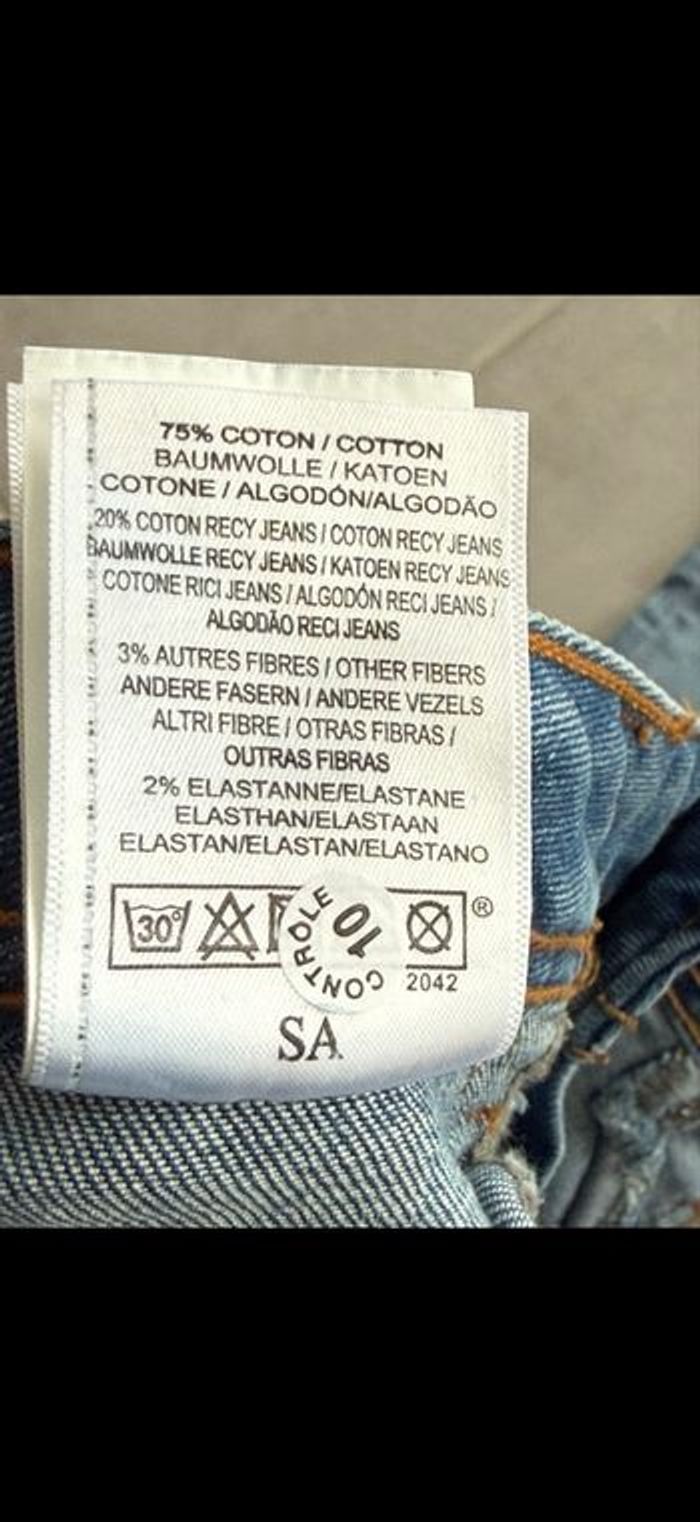 75% COTON / COTTON
BAUMWOLLE / KATOEN
COTONE / ALGODÓN/ALGODÃO
20% COTON RECY JEANS / COTON RECY JEANS
BAUMWOLLE RECY JEANS / KATOEN RECY JEANS
COTONE RICI JEANS / ALGODÓN RECI JEANS /
ALGODÃO RECI JEANS
3% AUTRES FIBRES / OTHER FIBERS
ANDERE FASERN / ANDERE VEZELS
ALTRI FIBRE / OTRAS FIBRAS /
OUTRAS FIBRAS
2% ELASTANNE/ELASTANE
ELASTHAN/ELASTAAN
ELASTAN/ELASTAN/ELASTANO
30°
CONTROLE
10
®
2042
SA